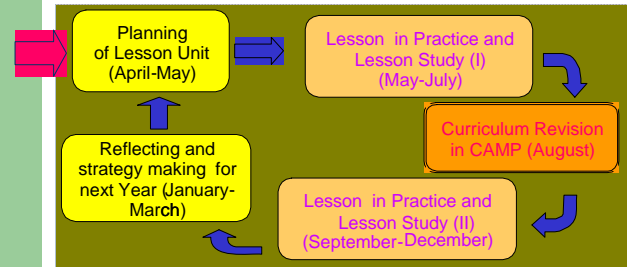 Planning
of Lesson Unit
(April-May)
Lesson in Practice and
Lesson Study (I)
(May-July)
Curriculum Revision
in CAMP (August)
Lesson in Practice and
Lesson Study (II)
(September-December)
Reflecting and
strategy making for
next Year (January-
March)